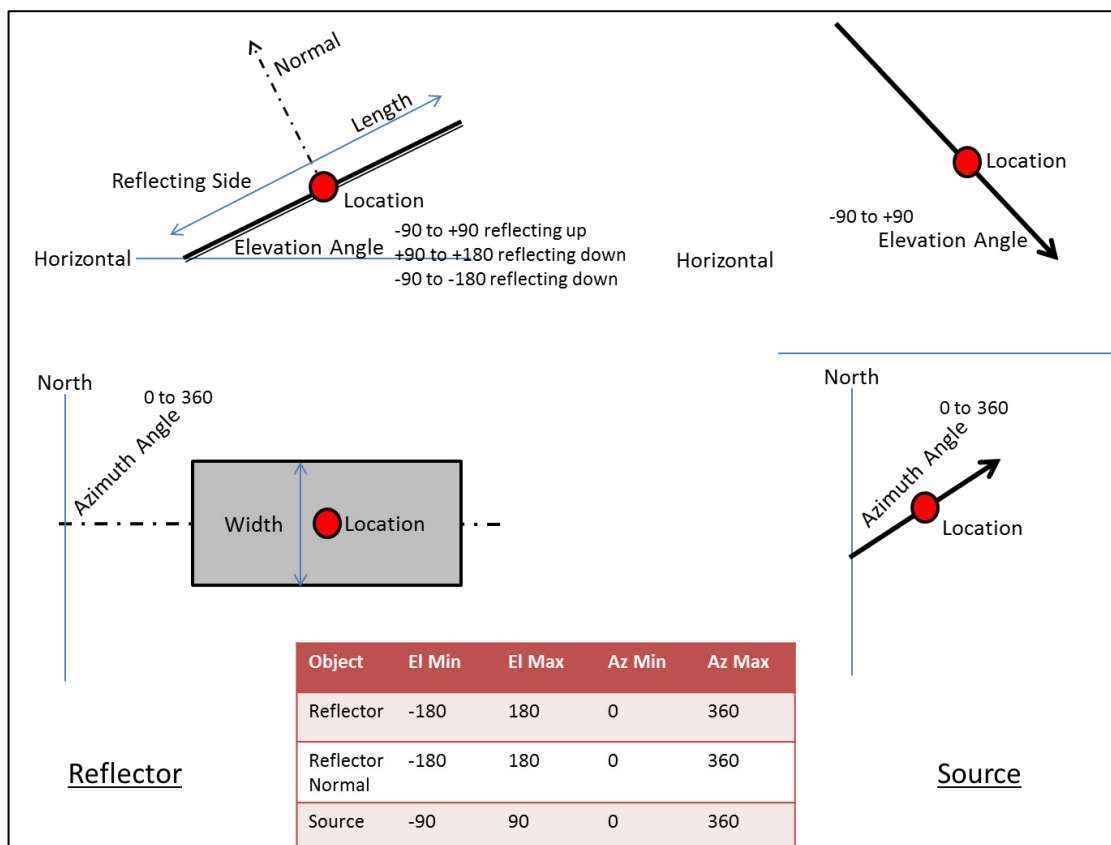 Normal
Length
Reflecting Side
Location
Elevation Angle
-90 to +90 reflecting up
+90 to +180 reflecting down
-90 to -180 reflecting down
Horizontal
Location
-90 to +90
Elevation Angle
Horizontal
North
0 to 360
Azimuth Angle
Width
Location
North
0 to 360
Azimuth Angle
Location
Object El Min El Max Az Min Az Max
Reflector -180 180 0 360
Reflector -180 180 0 360
Normal
Source -90 90 0 360
Reflector
Source